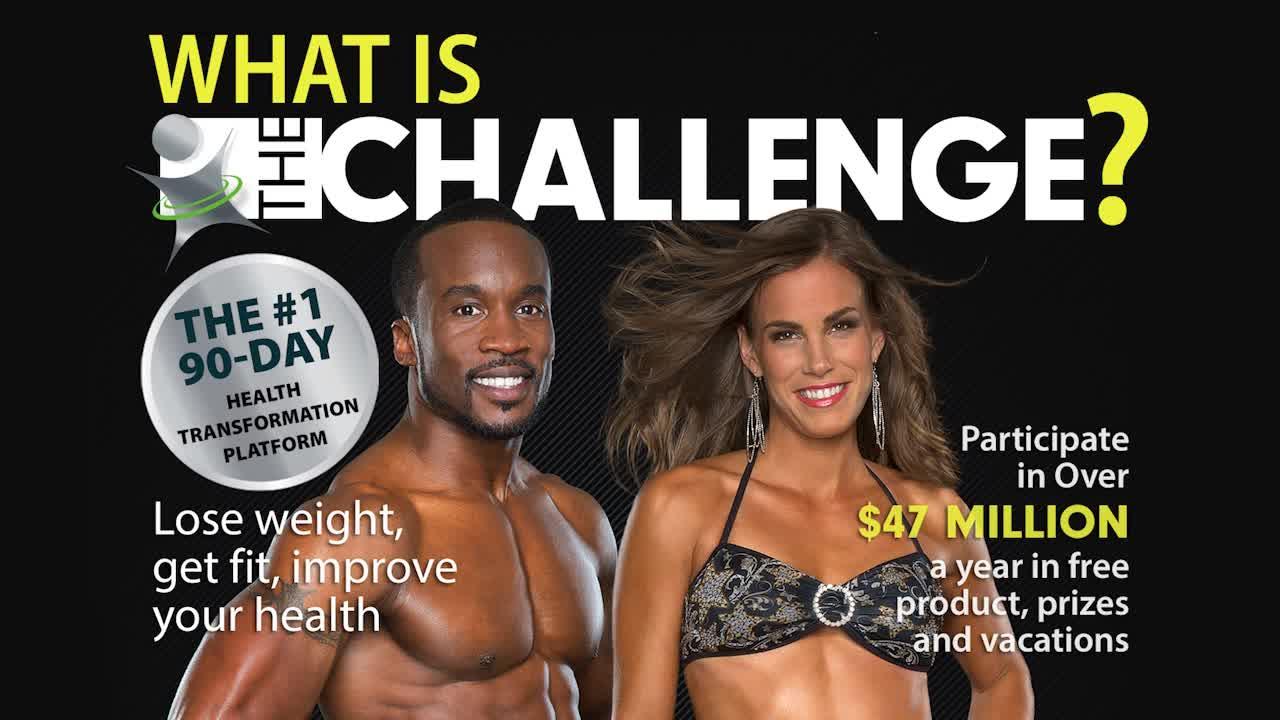 WHAT IS
THE CHALLENGE?
THE #1
90-DAY
HEALTH
TRANSFORMATION
PLATFORM
Lose weight,
get fit, improve
your health
Participate
in Over
$47 MILLION
a year in free
product, prizes
and vacations